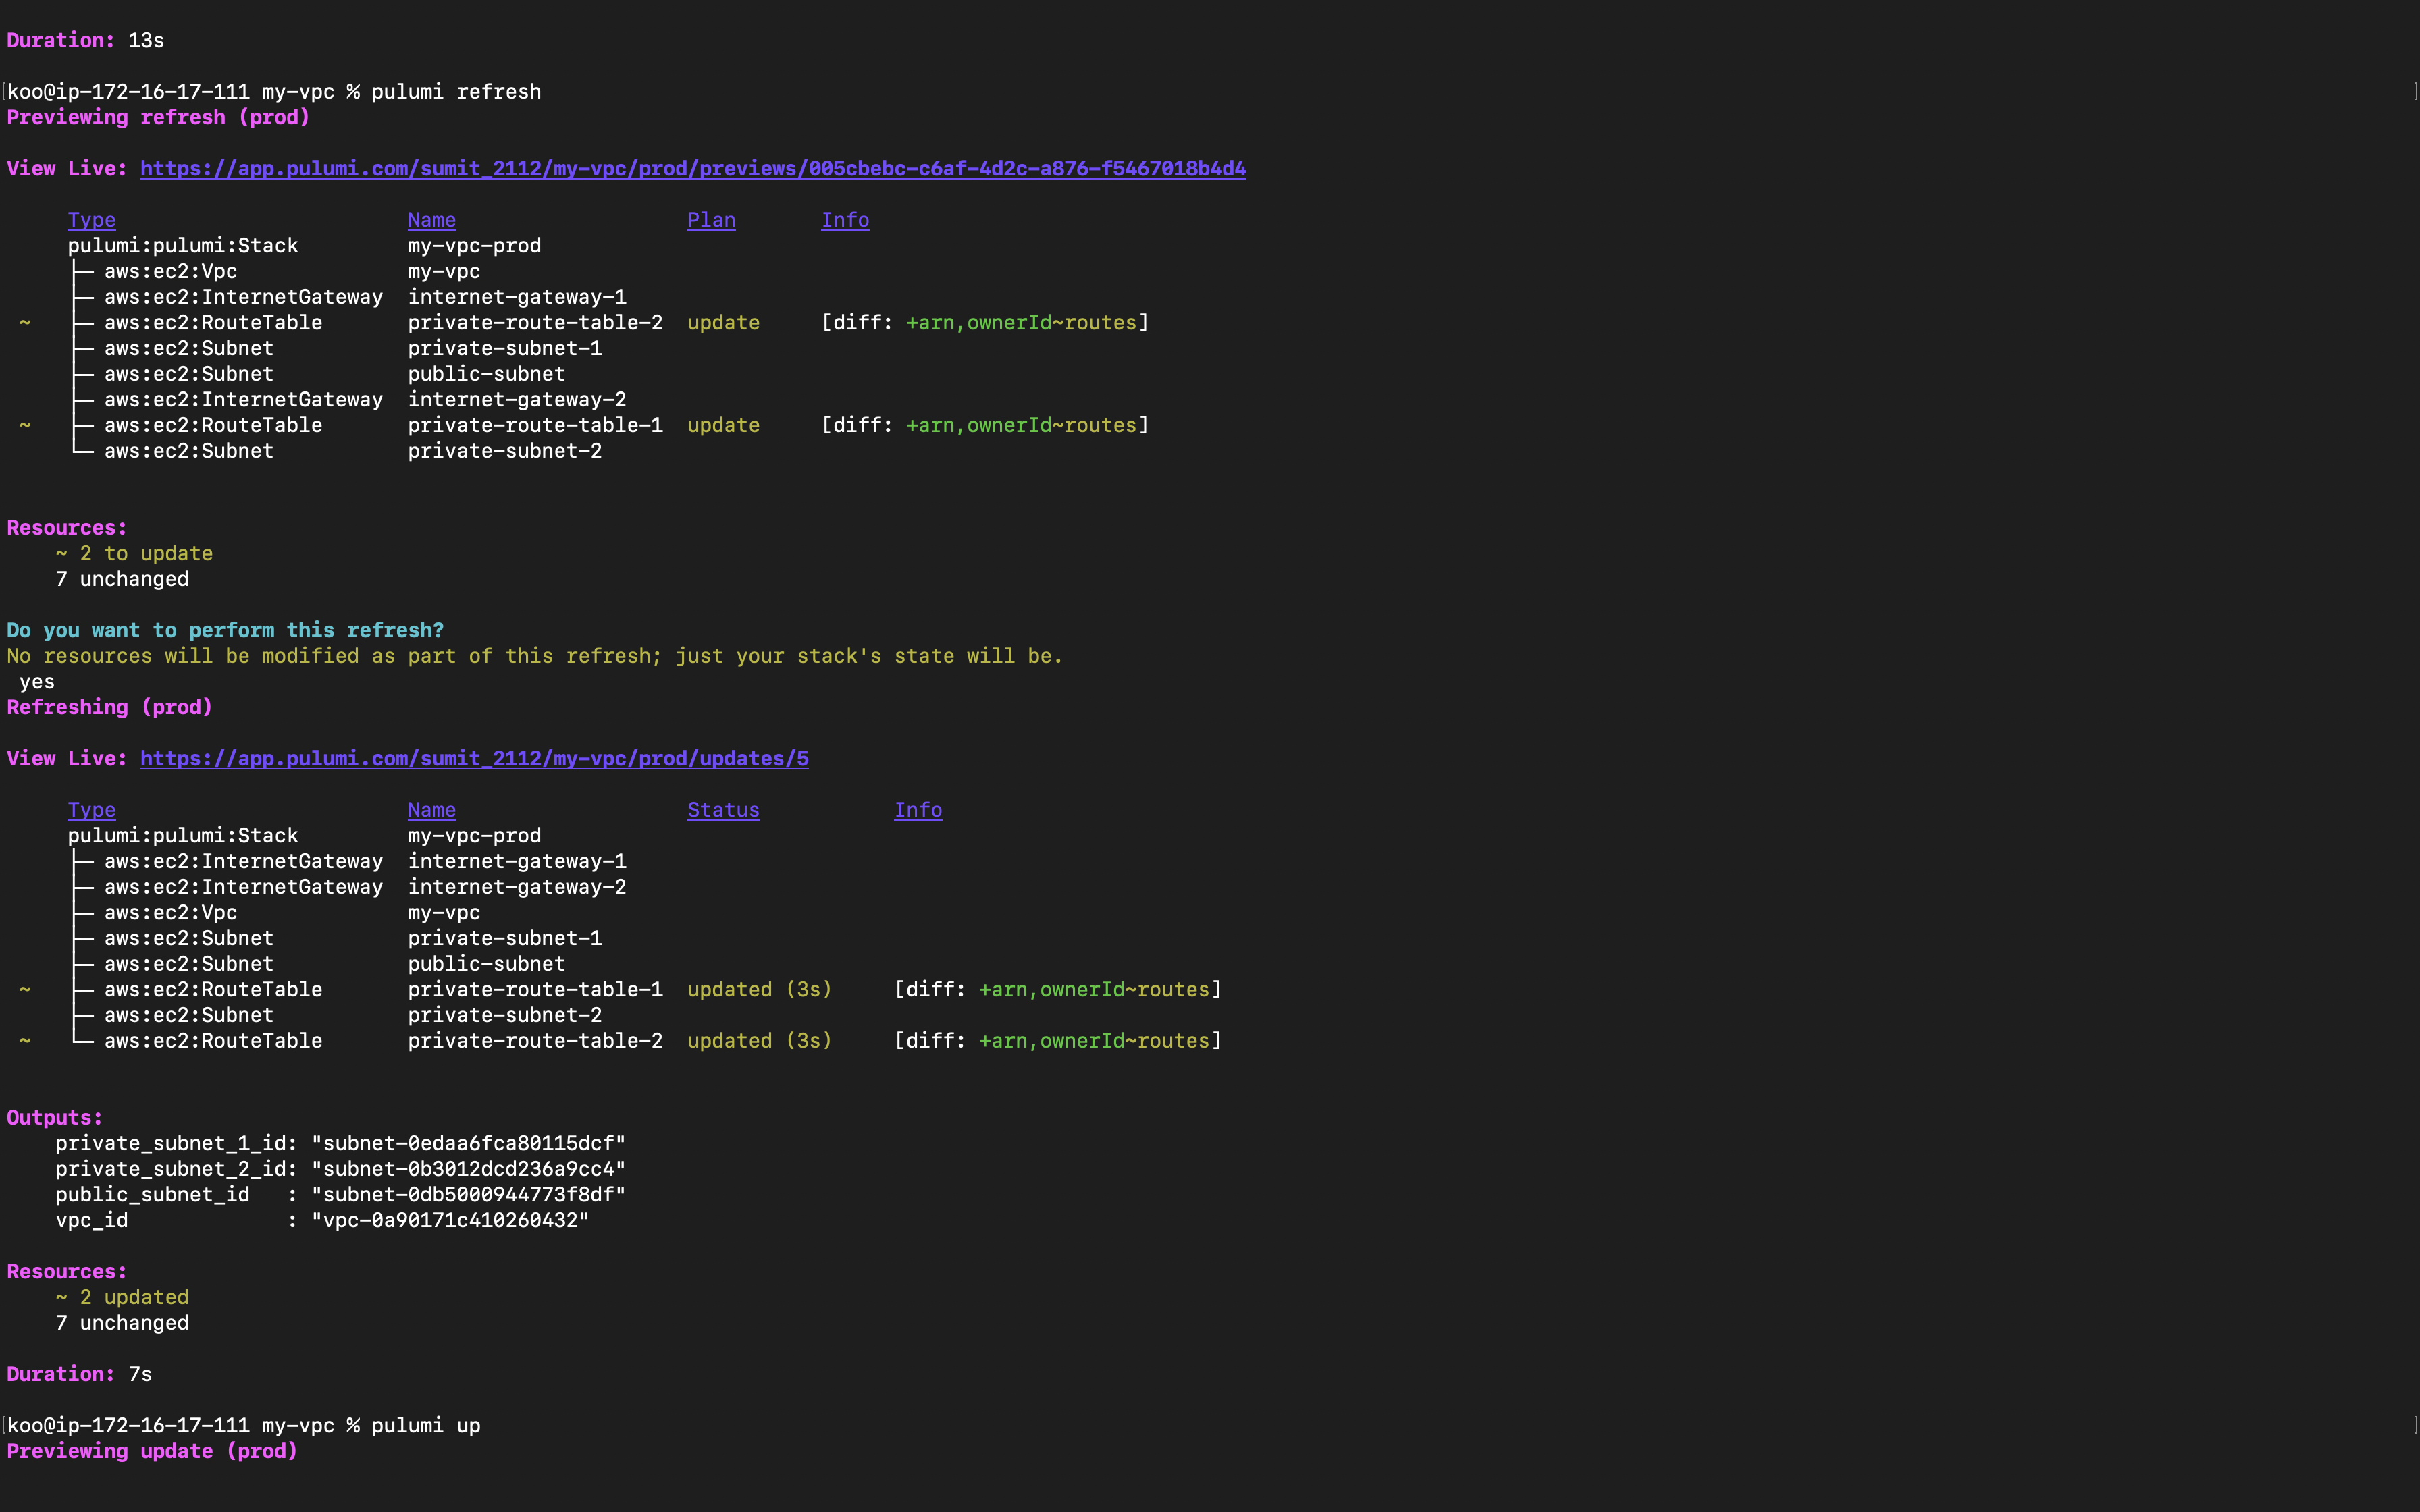 Duration: 13s
[koo@ip-172-16-17-111 my-vpc % pulumi refresh ]
Previewing refresh (prod)
View Live: https://app.pulumi.com/sumit_2112/my-vpc/prod/previews/005cbebc-c6af-4d2c-a876-f5467018b4d4
Type Name Plan Info
pulumi:pulumi:Stack my-vpc-prod
├─ aws:ec2:Vpc my-vpc
├─ aws:ec2:InternetGateway internet-gateway-1
~ ├─ aws:ec2:RouteTable private-route-table-2 update [diff: +arn,ownerId~routes]
├─ aws:ec2:Subnet private-subnet-1
├─ aws:ec2:Subnet public-subnet
├─ aws:ec2:InternetGateway internet-gateway-2
~ ├─ aws:ec2:RouteTable private-route-table-1 update [diff: +arn,ownerId~routes]
└─ aws:ec2:Subnet private-subnet-2
Resources:
~ 2 to update
7 unchanged
Do you want to perform this refresh?
No resources will be modified as part of this refresh; just your stack's state will be.
yes
Refreshing (prod)
View Live: https://app.pulumi.com/sumit_2112/my-vpc/prod/updates/5
Type Name Status Info
pulumi:pulumi:Stack my-vpc-prod
├─ aws:ec2:InternetGateway internet-gateway-1
├─ aws:ec2:InternetGateway internet-gateway-2
├─ aws:ec2:Vpc my-vpc
├─ aws:ec2:Subnet private-subnet-1
├─ aws:ec2:Subnet public-subnet
~ ├─ aws:ec2:RouteTable private-route-table-1 updated (3s) [diff: +arn,ownerId~routes]
├─ aws:ec2:Subnet private-subnet-2
~ └─ aws:ec2:RouteTable private-route-table-2 updated (3s) [diff: +arn,ownerId~routes]
Outputs:
private_subnet_1_id: "subnet-0edaa6fca80115dcf"
private_subnet_2_id: "subnet-0b3012dcd236a9cc4"
public_subnet_id : "subnet-0db5000944773f8df"
vpc_id : "vpc-0a90171c410260432"
Resources:
~ 2 updated
7 unchanged
Duration: 7s
[koo@ip-172-16-17-111 my-vpc % pulumi up ]
Previewing update (prod)